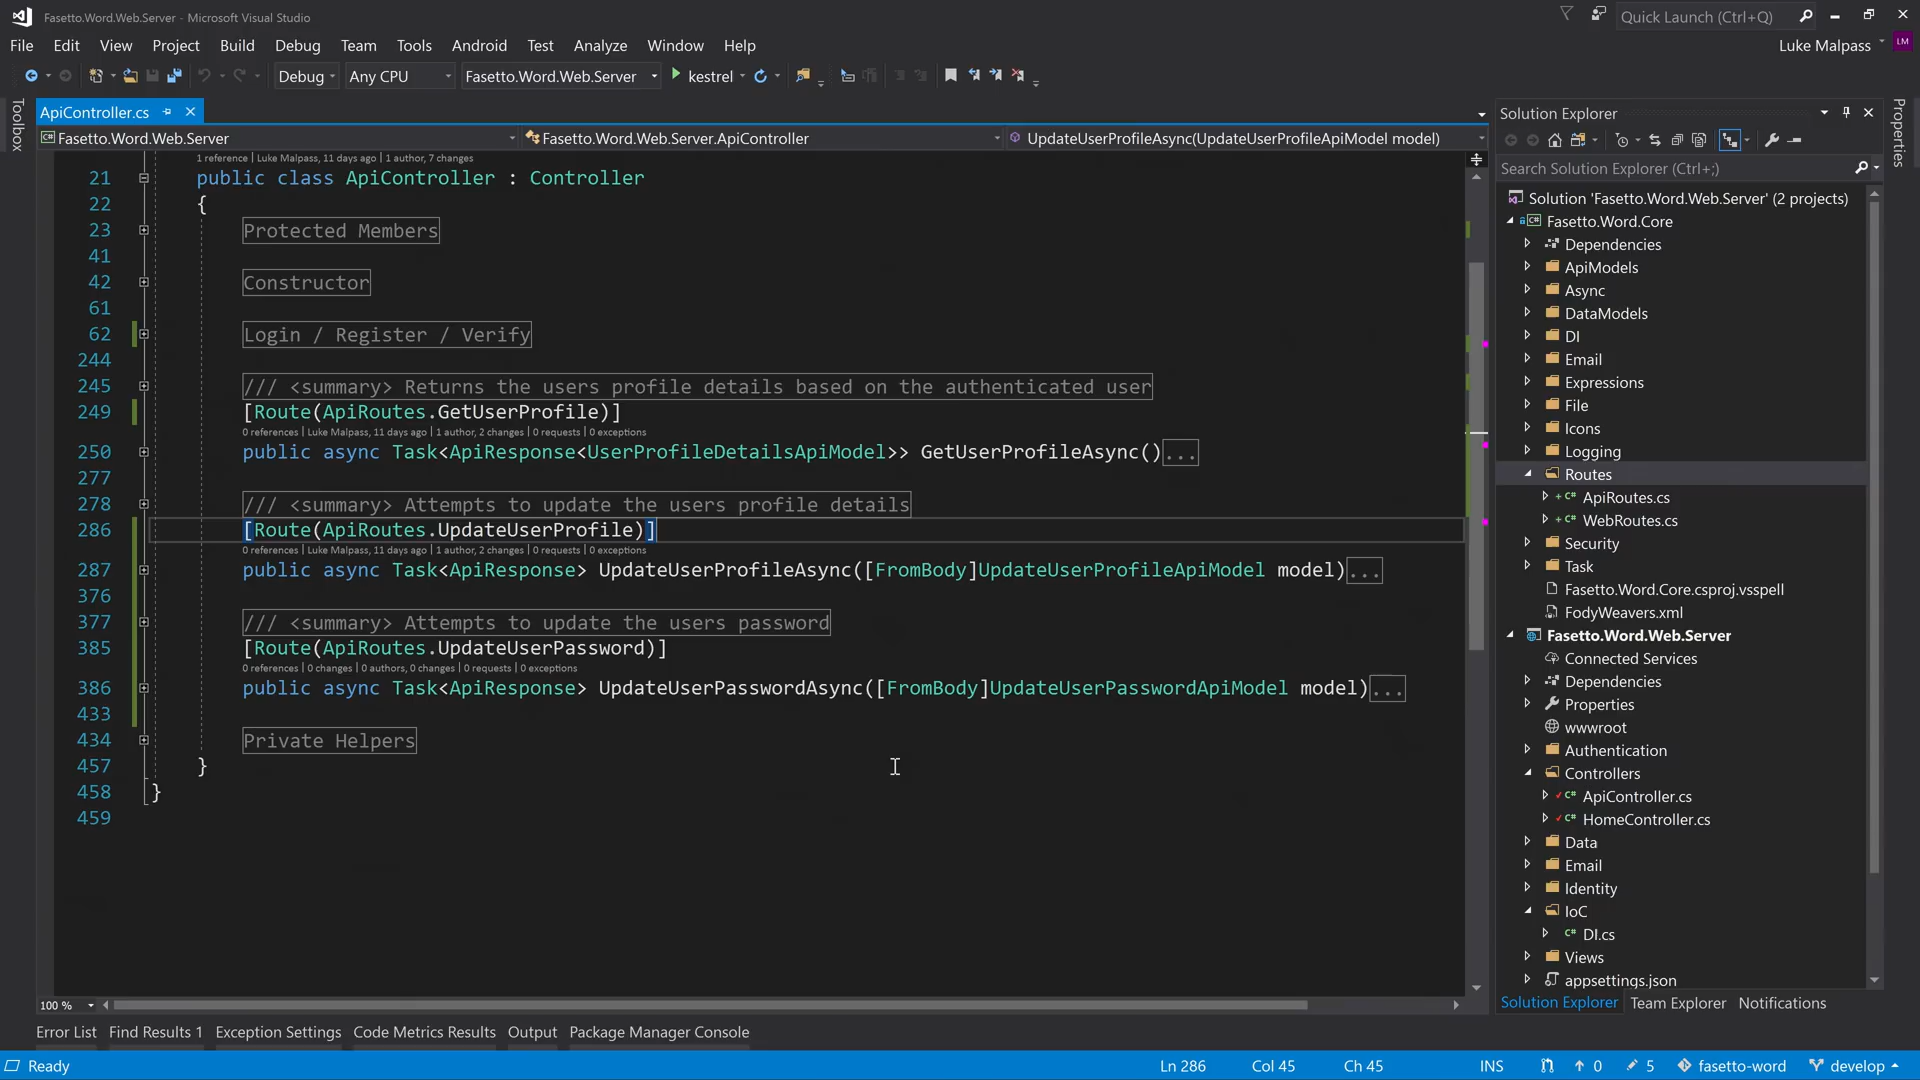 Fasetto.Word.Web.Server - Microsoft Visual Studio
Quick Launch (Ctrl+Q)
File Edit View Project Build Debug Team Tools Android Test Analyze Window Help
Luke Malpass LM
Debug Any CPU Fasetto.Word.Web.Server kestrel
Toolbox
ApiController.cs
Fasetto.Word.Web.Server Fasetto.Word.Web.Server.ApiController UpdateUserProfileAsync(UpdateUserProfileApiModel model)
1 reference | Luke Malpass, 11 days ago | 1 author, 7 changes
21 public class ApiController : Controller
22 {
23 Protected Members
41
42 Constructor
61
62 Login / Register / Verify
244
245 /// <summary> Returns the users profile details based on the authenticated user
249 [Route(ApiRoutes.GetUserProfile)]
0 references | Luke Malpass, 11 days ago | 1 author, 2 changes | 0 requests | 0 exceptions
250 public async Task<ApiResponse<UserProfileDetailsApiModel>> GetUserProfileAsync()...
277
278 /// <summary> Attempts to update the users profile details
286 [Route(ApiRoutes.UpdateUserProfile)]
0 references | Luke Malpass, 11 days ago | 1 author, 2 changes | 0 requests | 0 exceptions
287 public async Task<ApiResponse> UpdateUserProfileAsync([FromBody]UpdateUserProfileApiModel model)...
376
377 /// <summary> Attempts to update the users password
385 [Route(ApiRoutes.UpdateUserPassword)]
0 references | 0 changes | 0 authors, 0 changes | 0 requests | 0 exceptions
386 public async Task<ApiResponse> UpdateUserPasswordAsync([FromBody]UpdateUserPasswordApiModel model)...
433
434 Private Helpers
457 }
458 }
459
100 %
Solution Explorer
Search Solution Explorer (Ctrl+;)
Solution 'Fasetto.Word.Web.Server' (2 projects)
Fasetto.Word.Core
Dependencies
ApiModels
Async
DataModels
DI
Email
Expressions
File
Icons
Logging
Routes
ApiRoutes.cs
WebRoutes.cs
Security
Task
Fasetto.Word.Core.csproj.vsspell
FodyWeavers.xml
Fasetto.Word.Web.Server
Connected Services
Dependencies
Properties
wwwroot
Authentication
Controllers
ApiController.cs
HomeController.cs
Data
Email
Identity
IoC
DI.cs
Views
appsettings.json
Solution Explorer Team Explorer Notifications
Properties
Error List Find Results 1 Exception Settings Code Metrics Results Output Package Manager Console
Ready Ln 286 Col 45 Ch 45 INS 0 5 fasetto-word develop